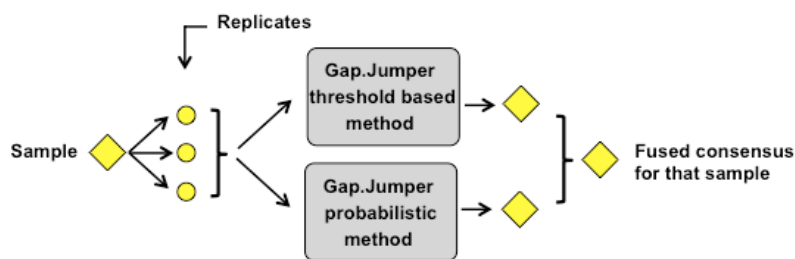 Replicates
Gap.Jumper
threshold based
method
Sample
Fused consensus
for that sample
Gap.Jumper
probabilistic
method